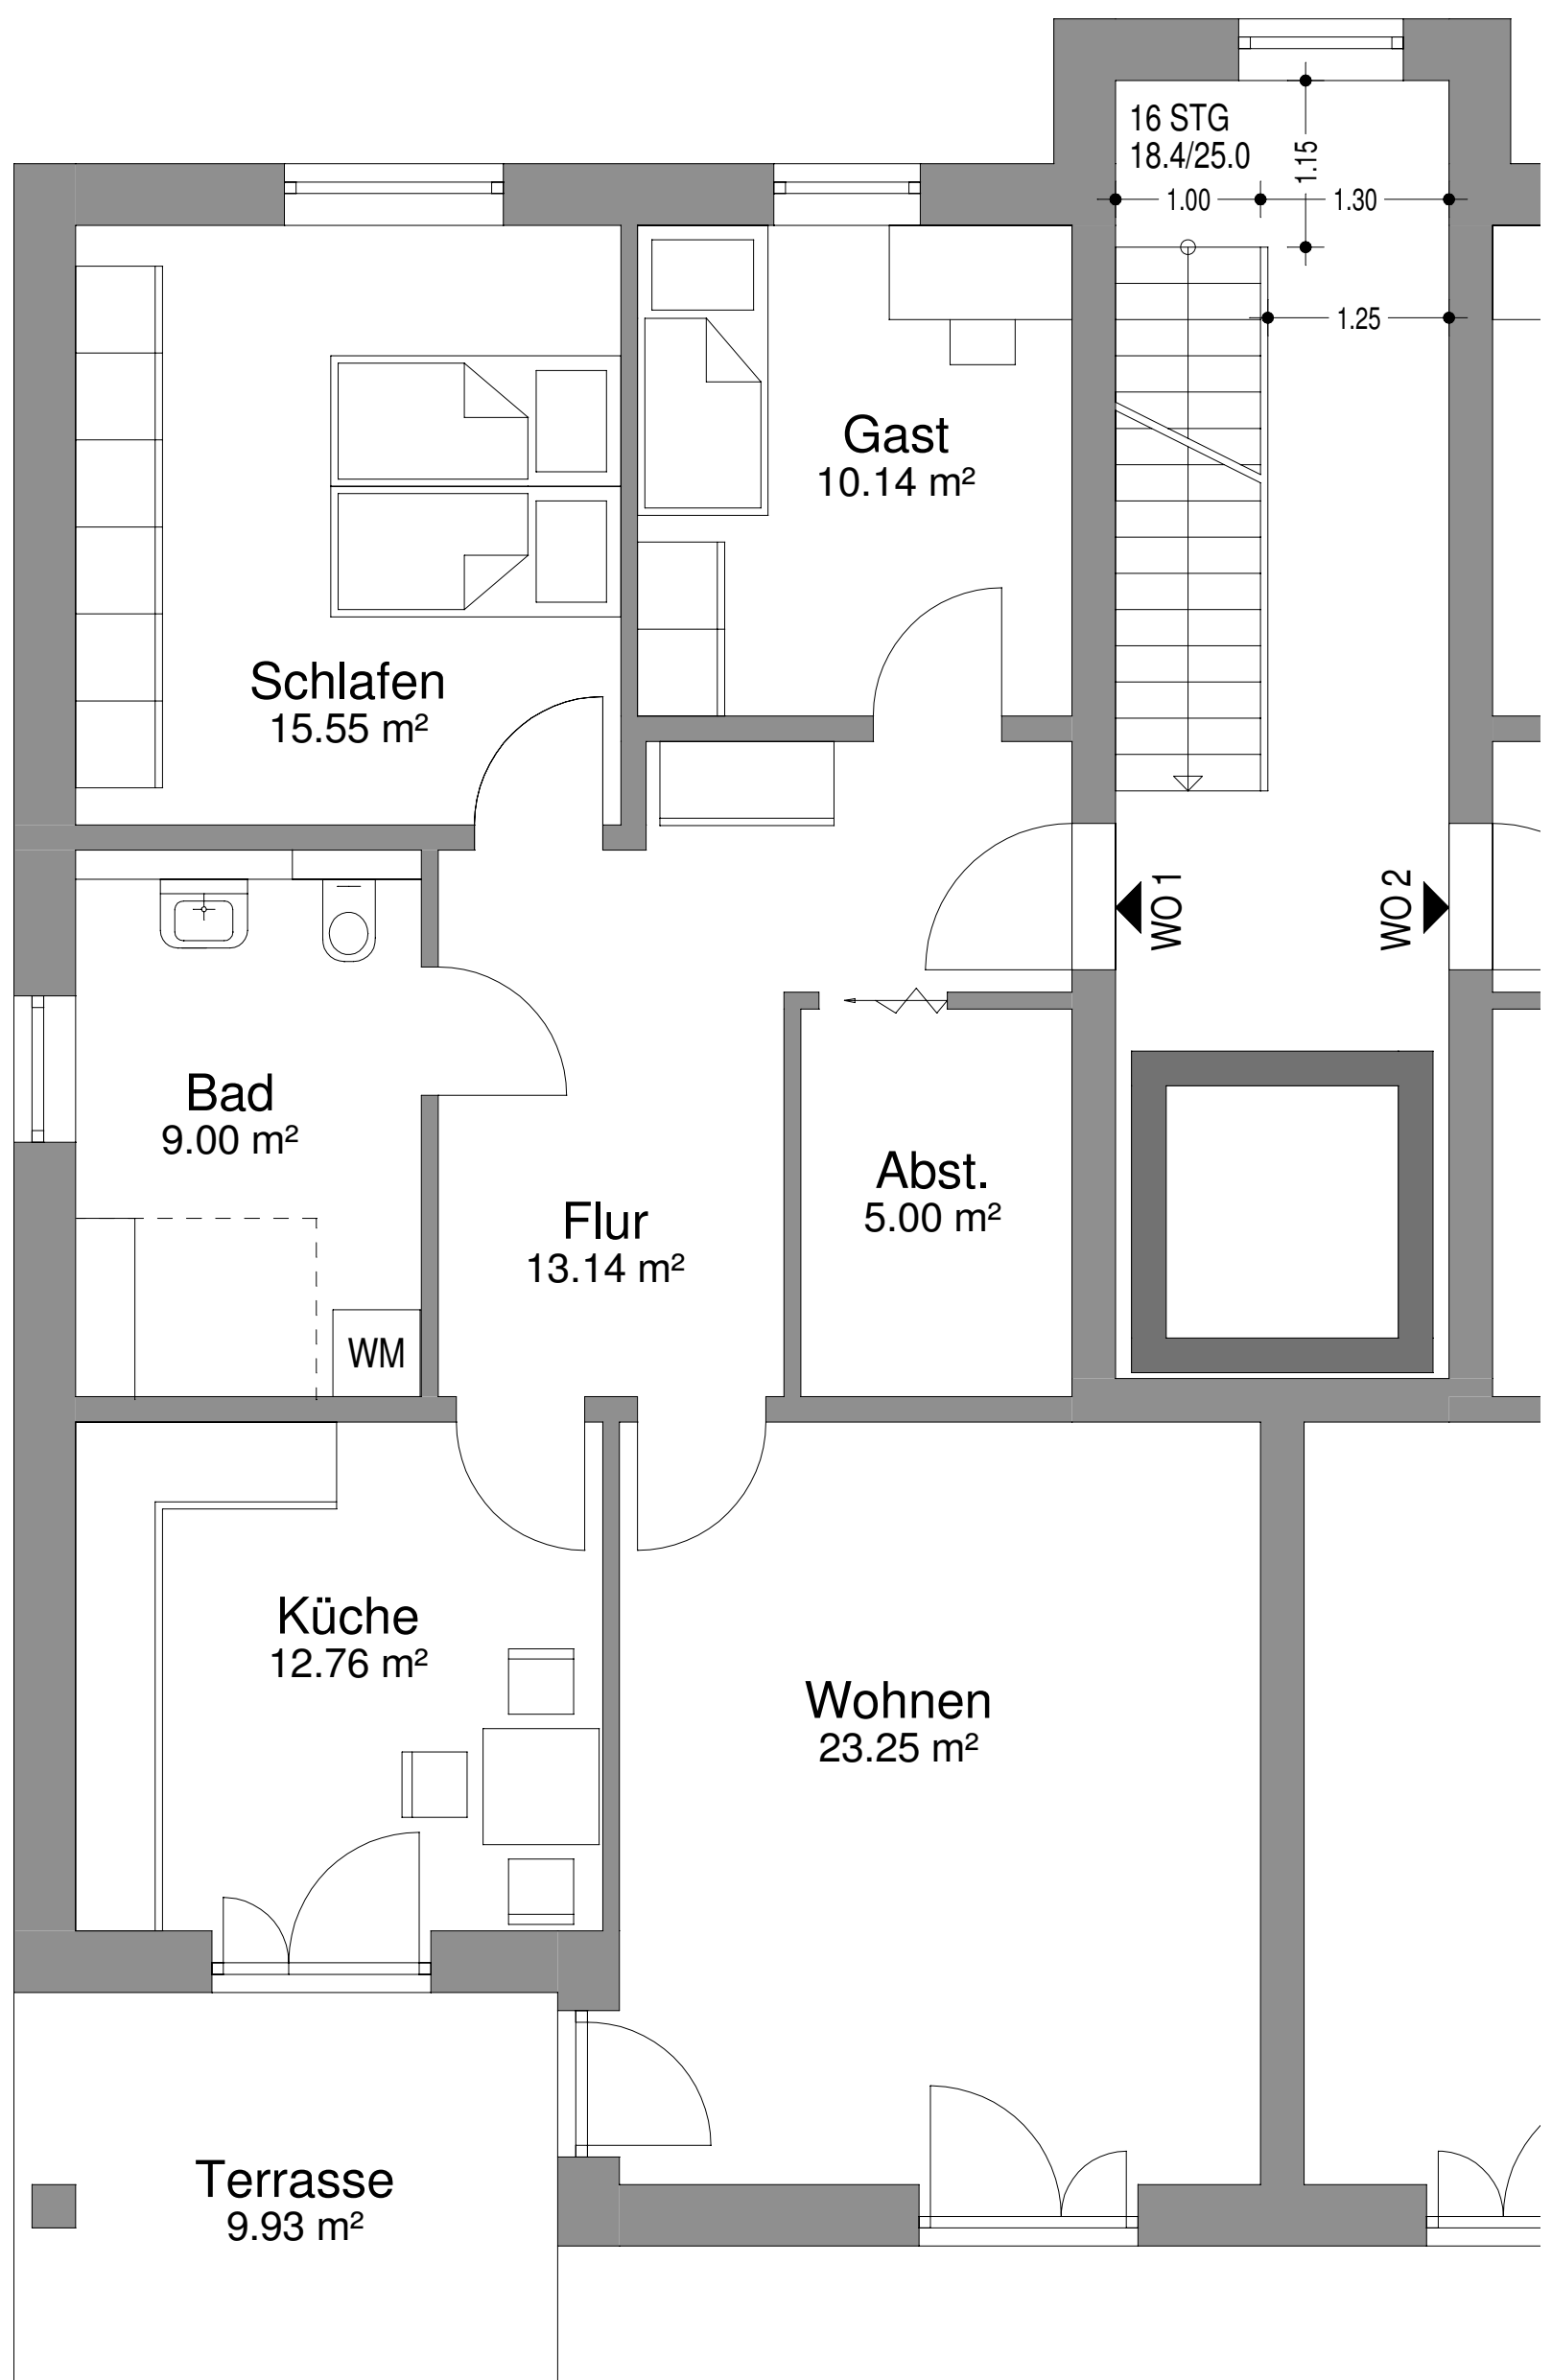 16 STG
18.4/25.0
1.15
1.00
1.30
1.25
Gast
10.14 m²
Schlafen
15.55 m²
WO 1
WO 2
Bad
9.00 m²
Abst.
5.00 m²
Flur
13.14 m²
WM
Küche
12.76 m²
Wohnen
23.25 m²
Terrasse
9.93 m²